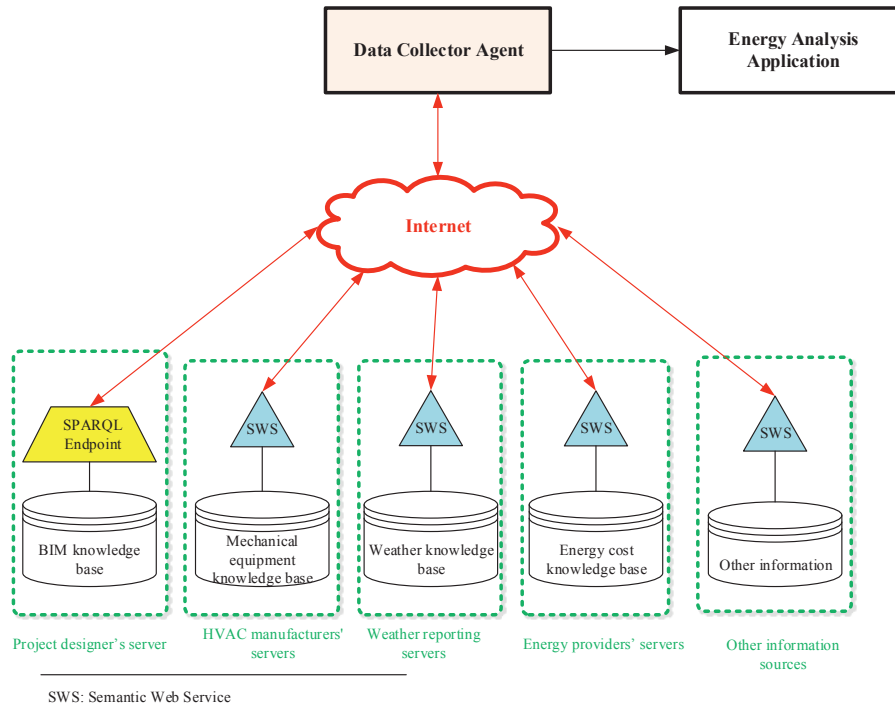 Data Collector Agent
Energy Analysis
Application
Internet
SPARQL
Endpoint
SWS
SWS
SWS
SWS
BIM knowledge
base
Mechanical
equipment
knowledge base
Weather knowledge
base
Energy cost
knowledge base
Other information
Project designer's server
HVAC manufacturers'
servers
Weather reporting
servers
Energy providers’ servers
Other information
sources
SWS: Semantic Web Service